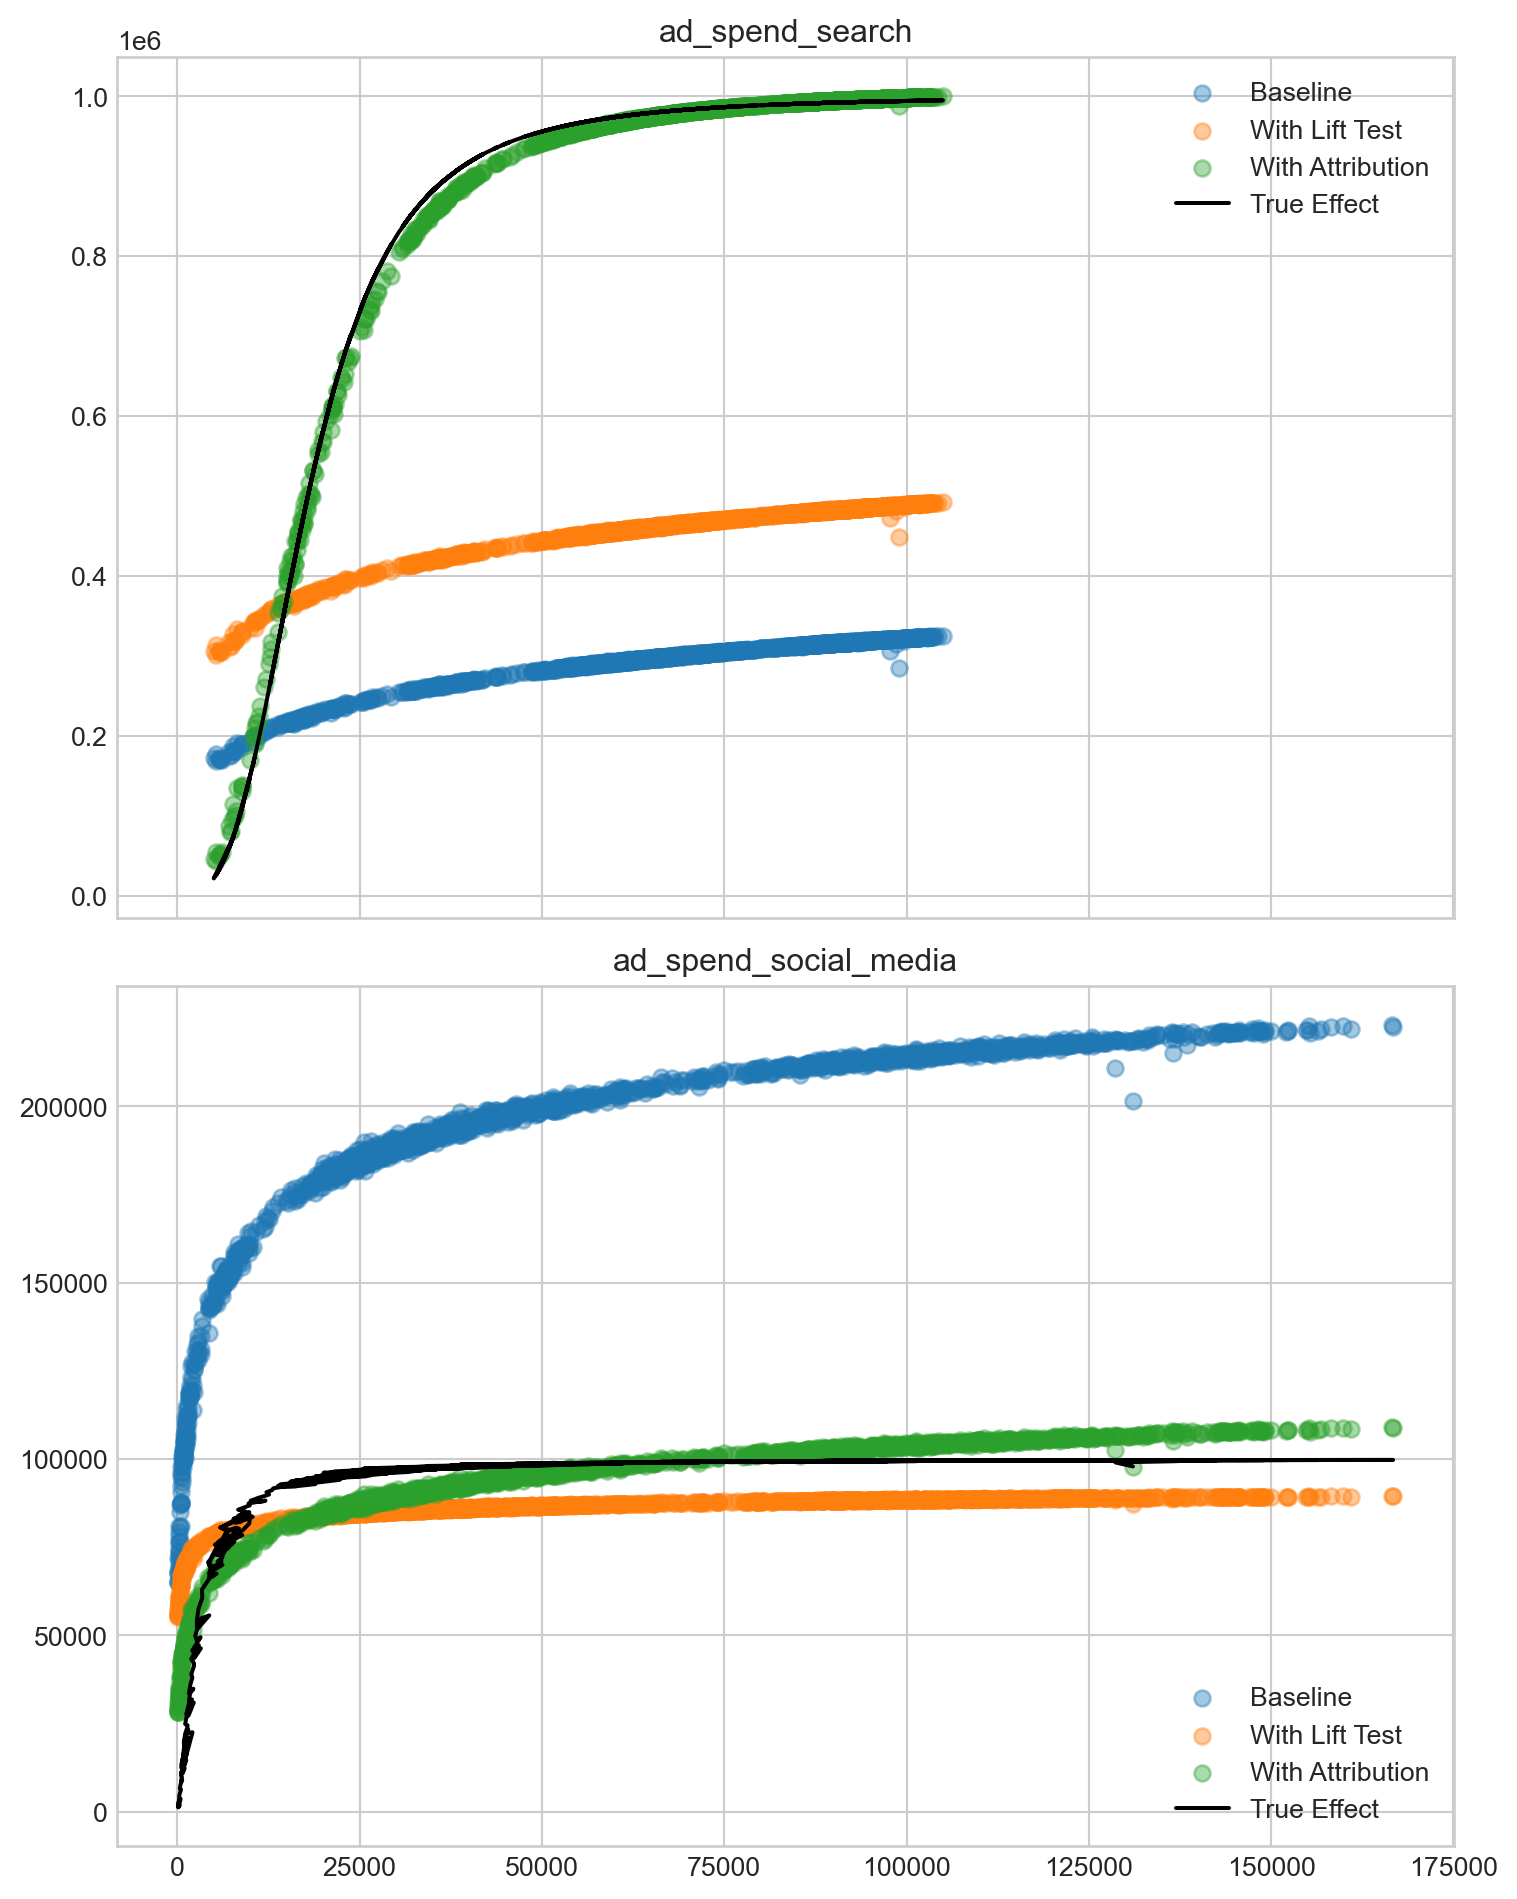 ad_spend_search
1e6
1.0
0.8
0.6
0.4
0.2
0.0
Baseline
With Lift Test
With Attribution
True Effect
ad_spend_social_media
200000
150000
100000
50000
0
Baseline
With Lift Test
With Attribution
True Effect
0 25000 50000 75000 100000 125000 150000 175000